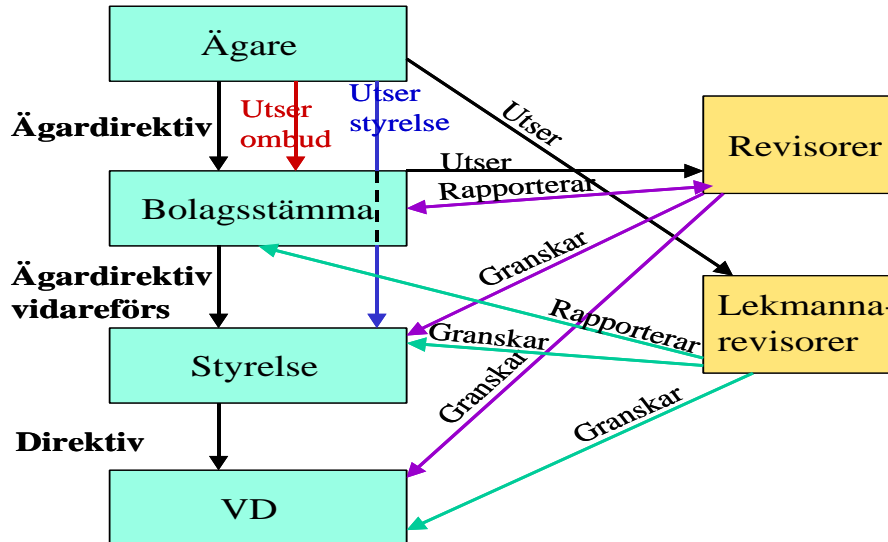 Ägare
Utser
ombud
Utser
styrelse
Utser
Ägardirektiv
Revisorer
Utser
Rapporterar
Bolagsstämma
Granskar
Ägardirektiv
vidareförs
Lekmanna-
revisorer
Rapporterar
Granskar
Styrelse
Granskar
Granskar
Direktiv
VD